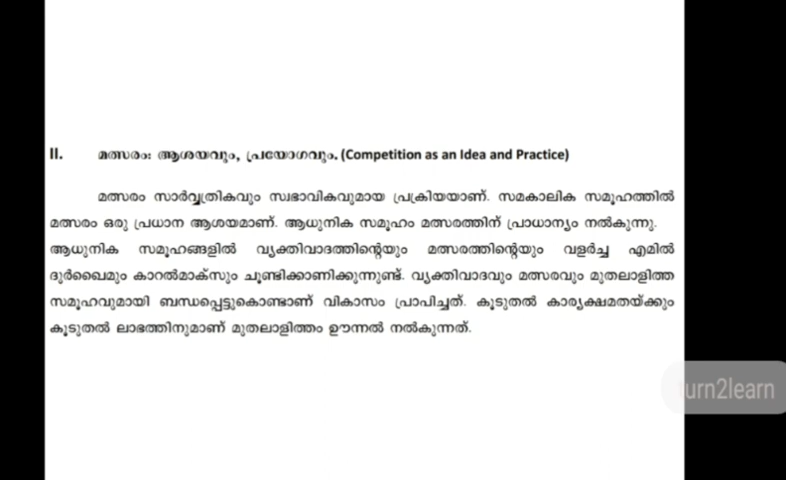 II. മത്സരം: ആശയവും, പ്രയോഗവും. (Competition as an Idea and Practice)
മത്സരം സാർവ്വത്രികവും സ്വഭാവികവുമായ പ്രക്രിയയാണ്. സമകാലിക സമൂഹത്തിൽ
മത്സരം ഒരു പ്രധാന ആശയമാണ്. ആധുനിക സമൂഹം മത്സരത്തിന് പ്രാധാന്യം നൽകുന്നു.
ആധുനിക സമൂഹങ്ങളിൽ വ്യക്തിവാദത്തിന്റെയും മത്സരത്തിന്റെയും വളർച്ച എമിൽ
ദുർഖൈമും കാറൽമാക്സും ചൂണ്ടിക്കാണിക്കുന്നുണ്ട്. വ്യക്തിവാദവും മത്സരവും മുതലാളിത്ത
സമൂഹവുമായി ബന്ധപ്പെട്ടുകൊണ്ടാണ് വികാസം പ്രാപിച്ചത്. കൂടുതൽ കാര്യക്ഷമതയ്ക്കും
കൂടുതൽ ലാഭത്തിനുമാണ് മുതലാളിത്തം ഊന്നൽ നൽകുന്നത്.
turn2learn